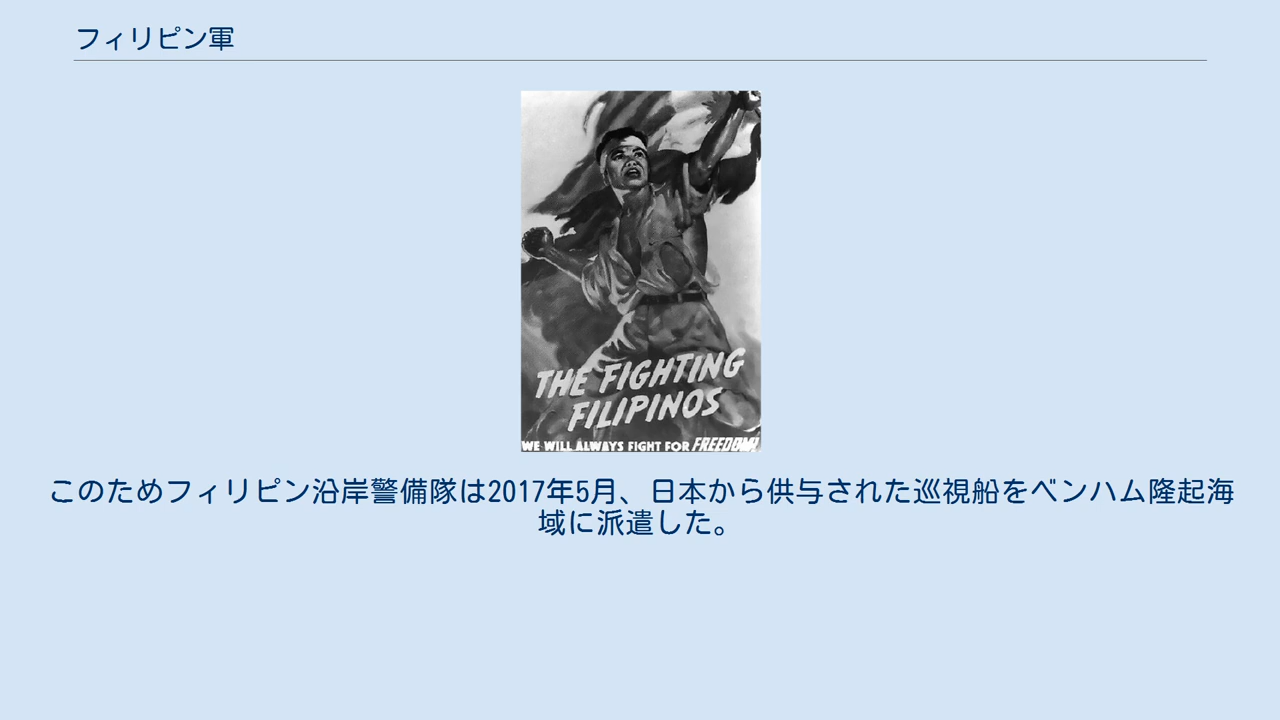 フィリピン軍
THE FIGHTING
FILIPINOS
WE WILL ALWAYS FIGHT FOR FREEDOM!
このためフィリピン沿岸警備隊は2017年5月、日本から供与された巡視船をベンハム隆起海
域に派遣した。